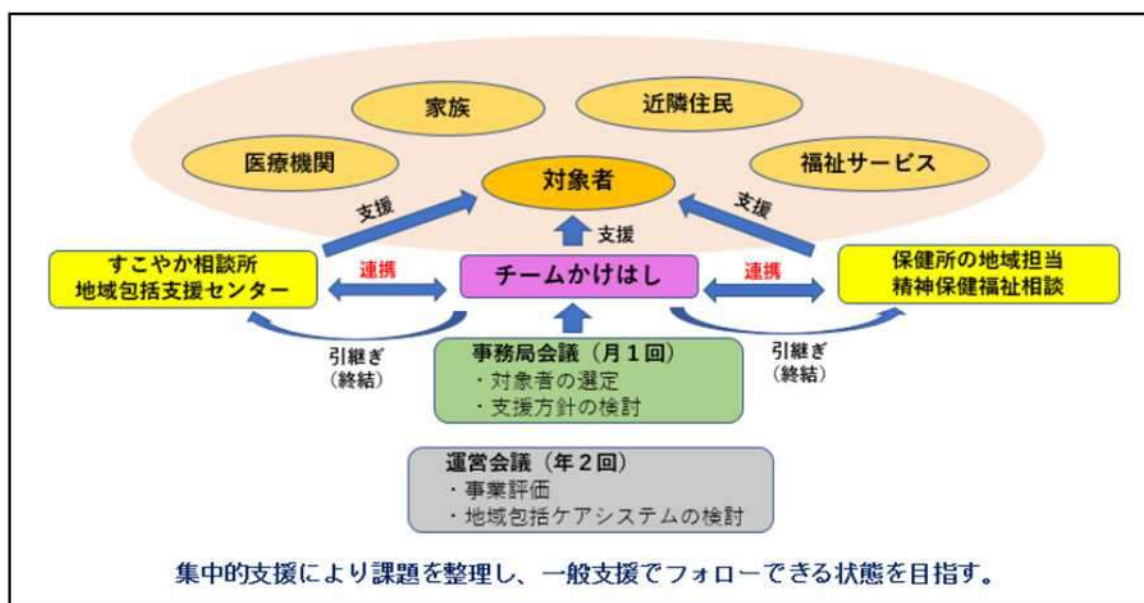 家族
近隣住民
医療機関
福祉サービス
対象者
支援
支援
支援
すこやか相談所
地域包括支援センター
連携
チームかけはし
連携
保健所の地域担当
精神保健福祉相談
引継ぎ
（終結）
事務局会議（月１回）
・対象者の選定
・支援方針の検討
引継ぎ
（終結）
運営会議（年２回）
・事業評価
・地域包括ケアシステムの検討
集中的支援により課題を整理し、一般支援でフォローできる状態を目指す。